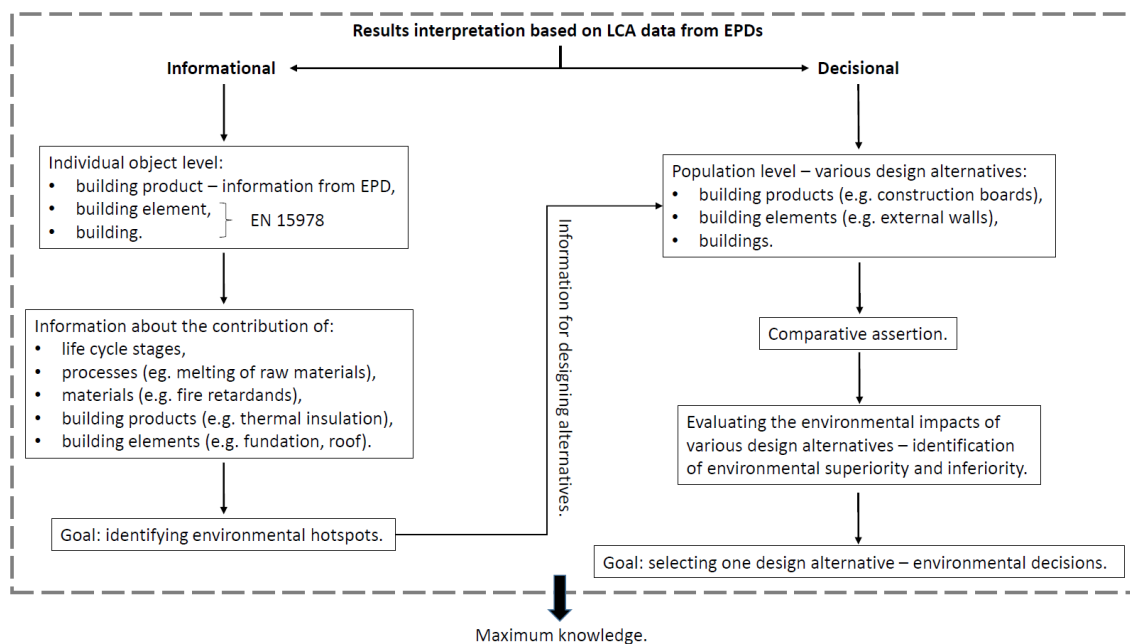 Results interpretation based on LCA data from EPDs
Informational
Decisional
Individual object level:
• building product – information from EPD,
• building element,
• building.
EN 15978
Information about the contribution of:
• life cycle stages,
• processes (eg. melting of raw materials),
• materials (e.g. fire retardands),
• building products (e.g. thermal insulation),
• building elements (e.g. fundation, roof).
Goal: identifying environmental hotspots.
Information for designing alternatives.
Population level – various design alternatives:
• building products (e.g. construction boards),
• building elements (e.g. external walls),
• buildings.
Comparative assertion.
Evaluating the environmental impacts of
various design alternatives – identification
of environmental superiority and inferiority.
Goal: selecting one design alternative – environmental decisions.
Maximum knowledge.